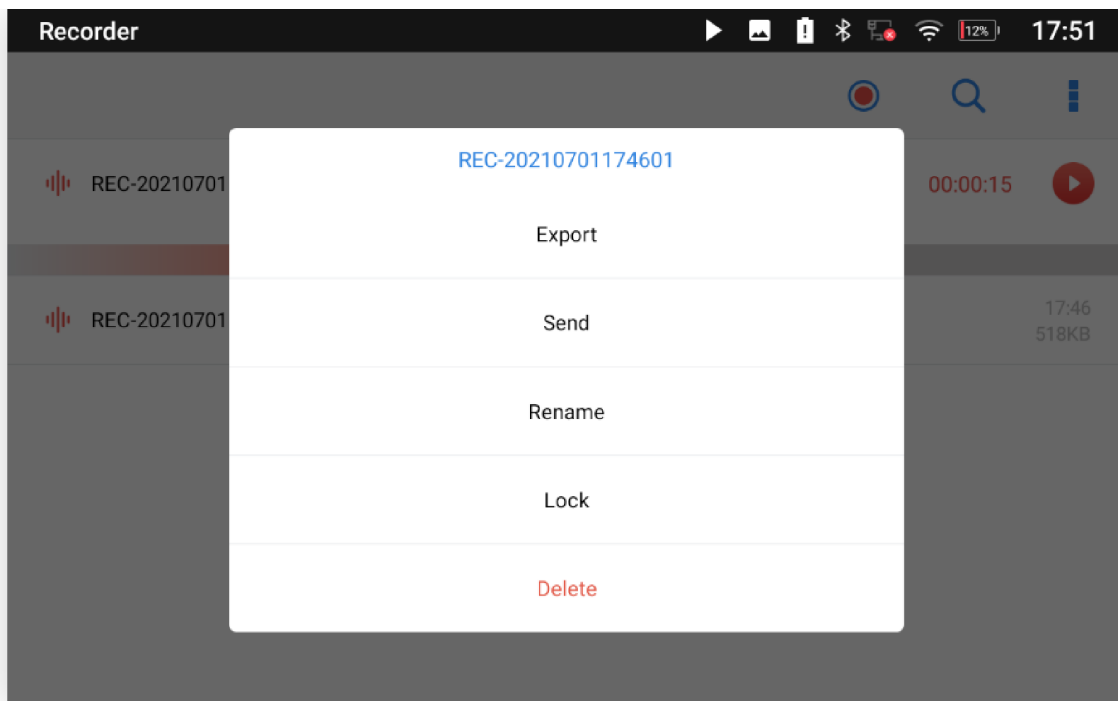 Recorder 12% 17:51
REC-20210701174601
REC-20210701 00:00:15
Export
REC-20210701 17:46
518KB
Send
Rename
Lock
Delete